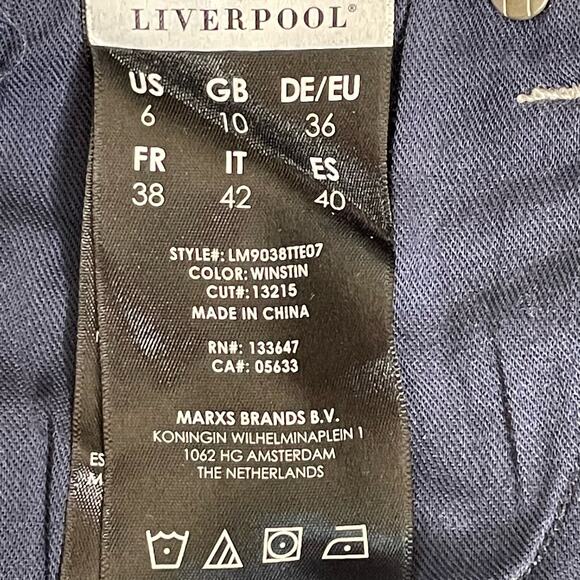 LIVERPOOL®
US GB DE/EU
6 10 36
FR IT ES
38 42 40
STYLE#: LM9038TTE07
COLOR: WINSTIN
CUT#: 13215
MADE IN CHINA
RN#: 133647
CA#: 05633
MARXS BRANDS B.V.
KONINGIN WILHELMINAPLEIN 1
1062 HG AMSTERDAM
THE NETHERLANDS
ES